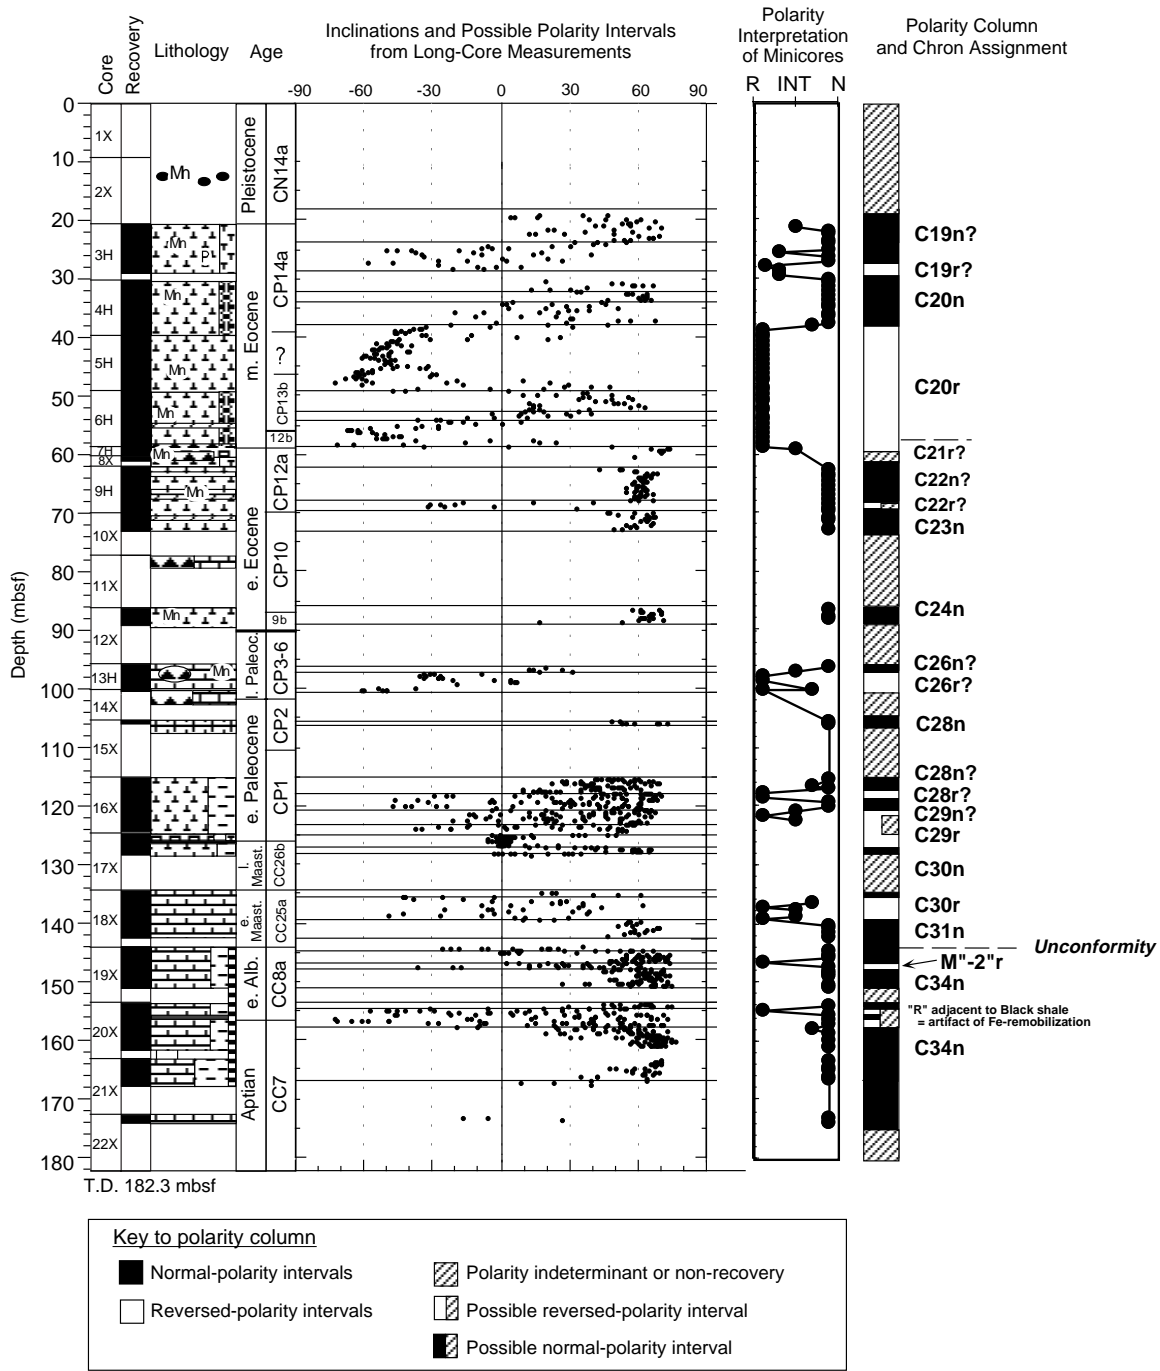 Core
Recovery
Lithology
Age
Inclinations and Possible Polarity Intervals
from Long-Core Measurements
Polarity
Interpretation
of Minicores
Polarity Column
and Chron Assignment
-90
-60
-30
0
30
60
90
R
INT
N
Depth (mbsf)
0
10
20
30
40
50
60
70
80
90
100
110
120
130
140
150
160
170
180
1X
2X
3H
4H
5H
6H
7H
8X
9H
10X
11X
12X
13H
14X
15X
16X
17X
18X
19X
20X
21X
22X
Mn
Mn
P
Mn
Mn
Mn
Mn
Mn
Mn
Mn
Pleistocene
m. Eocene
e. Eocene
l. Paleoc.
e. Paleocene
l.
Maast.
e.
Maast.
e. Alb.
Aptian
CN14a
CP14a
?
CP13b
12b
CP12a
CP10
9b
CP3-6
CP2
CP1
CC26b
CC25a
CC8a
CC7
C19n?
C19r?
C20n
C20r
C21r?
C22n?
C22r?
C23n
C24n
C26n?
C26r?
C28n
C28n?
C28r?
C29n?
C29r
C30n
C30r
C31n
Unconformity
M"-2"r
C34n
"R" adjacent to Black shale
= artifact of Fe-remobilization
C34n
T.D. 182.3 mbsf
Key to polarity column
Normal-polarity intervals
Reversed-polarity intervals
Polarity indeterminant or non-recovery
Possible reversed-polarity interval
Possible normal-polarity interval